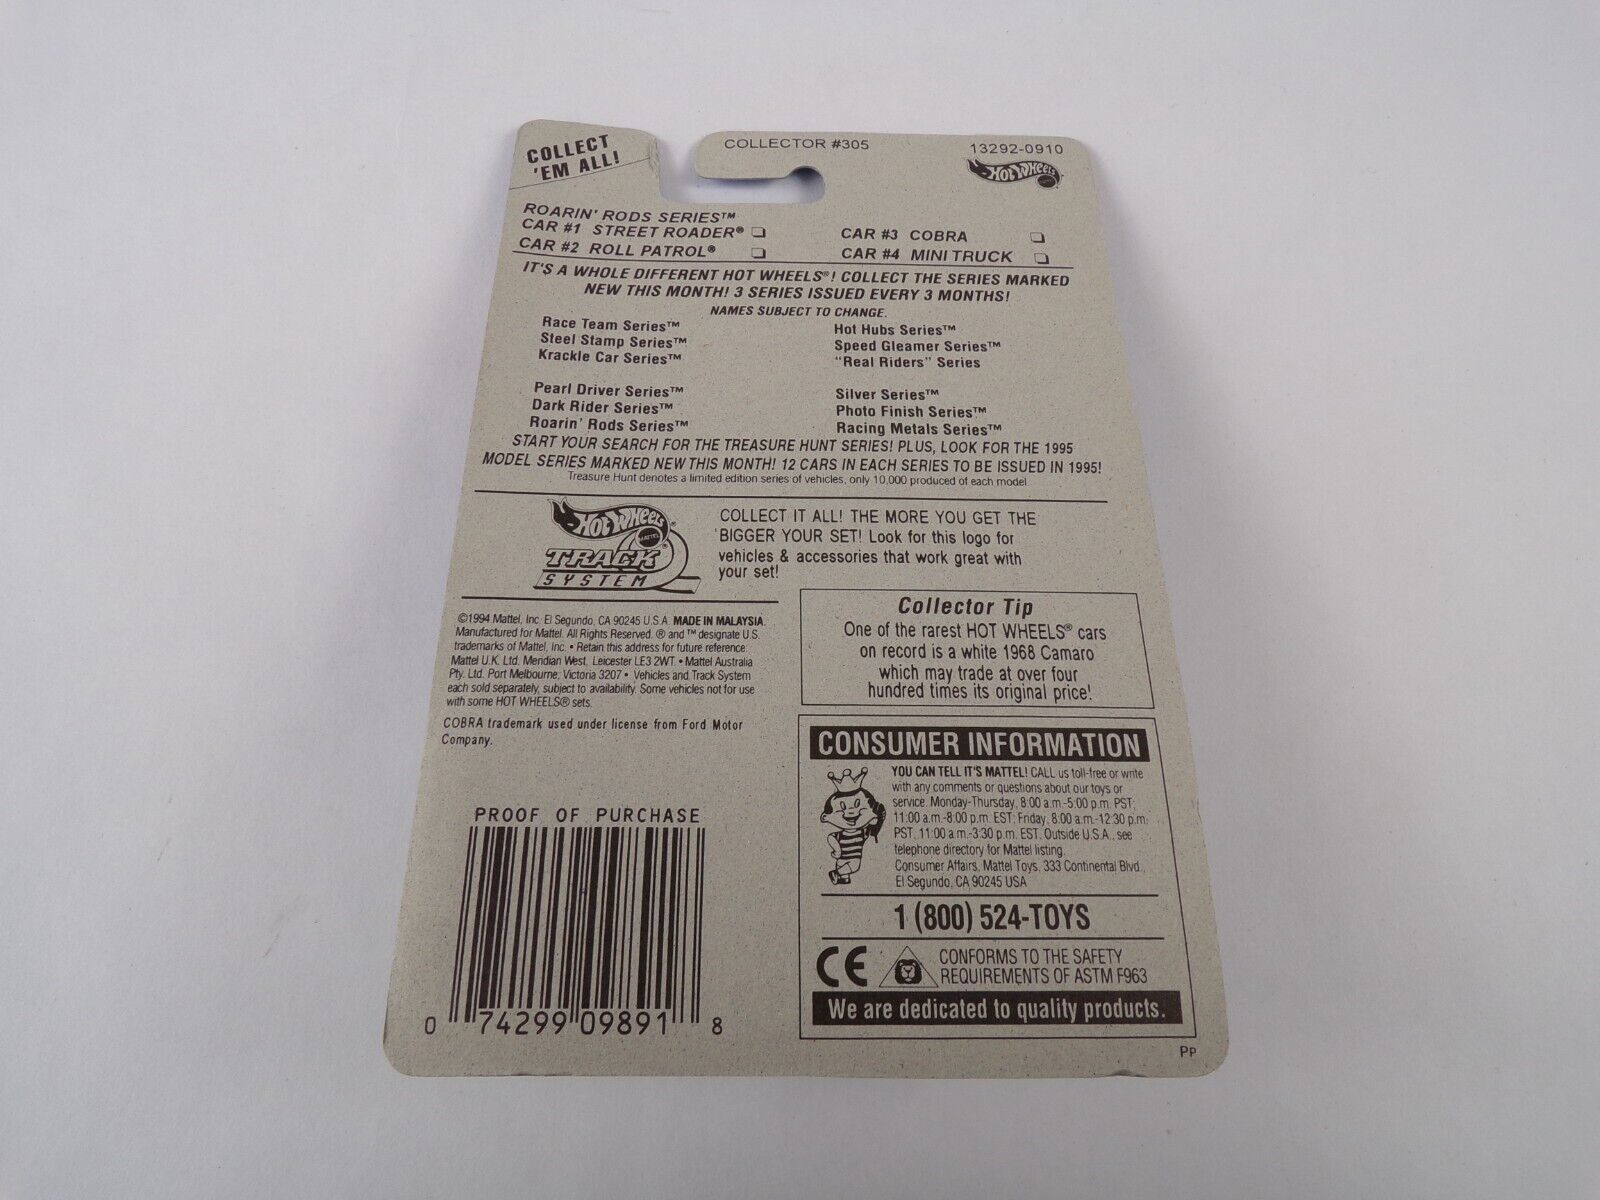 COLLECT
'EM ALL!
COLLECTOR #305
13292-0910
HOT WHEELS
ROARIN' RODS SERIES™
CAR #1 STREET ROADER® ❑
CAR #2 ROLL PATROL® ❑
CAR #3 COBRA ❑
CAR #4 MINI TRUCK ❑
IT'S A WHOLE DIFFERENT HOT WHEELS®! COLLECT THE SERIES MARKED
NEW THIS MONTH! 3 SERIES ISSUED EVERY 3 MONTHS!
NAMES SUBJECT TO CHANGE.
Race Team Series™
Steel Stamp Series™
Krackle Car Series™
Hot Hubs Series™
Speed Gleamer Series™
"Real Riders" Series
Pearl Driver Series™
Dark Rider Series™
Roarin' Rods Series™
Silver Series™
Photo Finish Series™
Racing Metals Series™
START YOUR SEARCH FOR THE TREASURE HUNT SERIES! PLUS, LOOK FOR THE 1995
MODEL SERIES MARKED NEW THIS MONTH! 12 CARS IN EACH SERIES TO BE ISSUED IN 1995!
Treasure Hunt denotes a limited edition series of vehicles, only 10,000 produced of each model
HOT WHEELS®
MATTEL
TRACK®
SYSTEM
COLLECT IT ALL! THE MORE YOU GET THE
BIGGER YOUR SET! Look for this logo for
vehicles & accessories that work great with
your set!
©1994 Mattel, Inc. El Segundo, CA 90245 U.S.A. MADE IN MALAYSIA.
Manufactured for Mattel. All Rights Reserved. ® and ™ designate U.S.
trademarks of Mattel, Inc. • Retain this address for future reference:
Mattel U.K. Ltd. Meridian West, Leicester LE3 2WT. • Mattel Australia
Pty. Ltd. Port Melbourne, Victoria 3207 • Vehicles and Track System
each sold separately, subject to availability. Some vehicles not for use
with some HOT WHEELS® sets.
COBRA trademark used under license from Ford Motor
Company.
Collector Tip
One of the rarest HOT WHEELS® cars
on record is a white 1968 Camaro
which may trade at over four
hundred times its original price!
CONSUMER INFORMATION
YOU CAN TELL IT'S MATTEL! CALL us toll-free or write
with any comments or questions about our toys or
service. Monday-Thursday, 8:00 a.m.-5:00 p.m. PST,
11:00 a.m.-8:00 p.m. EST; Friday, 8:00 a.m.-12:30 p.m.
PST, 11:00 a.m.-3:30 p.m. EST. Outside U.S.A., see
telephone directory for Mattel listing.
Consumer Affairs, Mattel Toys, 333 Continental Blvd.,
El Segundo, CA 90245 USA
1 (800) 524-TOYS
CE
CONFORMS TO THE SAFETY
REQUIREMENTS OF ASTM F963
We are dedicated to quality products.
PROOF OF PURCHASE
0 74299 09891 8
PP